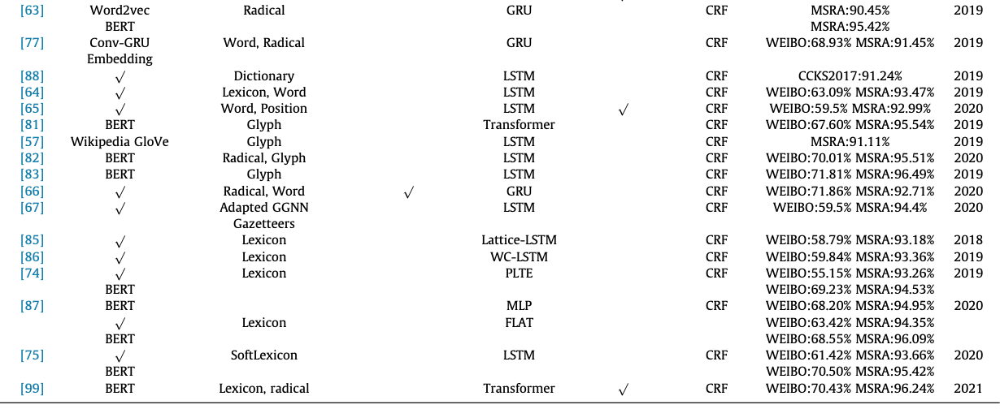 [63] Word2vec Radical GRU CRF MSRA:90.45% 2019
BERT MSRA:95.42%
[77] Conv-GRU Word, Radical GRU CRF WEIBO:68.93% MSRA:91.45% 2019
Embedding
[88] √ Dictionary LSTM CRF CCKS2017:91.24% 2019
[64] √ Lexicon, Word LSTM CRF WEIBO:63.09% MSRA:93.47% 2019
[65] √ Word, Position LSTM √ CRF WEIBO:59.5% MSRA:92.99% 2020
[81] BERT Glyph Transformer CRF WEIBO:67.60% MSRA:95.54% 2019
[57] Wikipedia GloVe Glyph LSTM CRF MSRA:91.11% 2019
[82] BERT Radical, Glyph LSTM CRF WEIBO:70.01% MSRA:95.51% 2020
[83] BERT Glyph LSTM CRF WEIBO:71.81% MSRA:96.49% 2019
[66] √ Radical, Word √ GRU CRF WEIBO:71.86% MSRA:92.71% 2020
[67] √ Adapted GGNN LSTM CRF WEIBO:59.5% MSRA:94.4% 2020
Gazetteers
[85] √ Lexicon Lattice-LSTM CRF WEIBO:58.79% MSRA:93.18% 2018
[86] √ Lexicon WC-LSTM CRF WEIBO:59.84% MSRA:93.36% 2019
[74] √ Lexicon PLTE CRF WEIBO:55.15% MSRA:93.26% 2019
BERT WEIBO:69.23% MSRA:94.53%
[87] BERT MLP CRF WEIBO:68.20% MSRA:94.95% 2020
√ Lexicon FLAT WEIBO:63.42% MSRA:94.35%
BERT WEIBO:68.55% MSRA:96.09%
[75] √ SoftLexicon LSTM CRF WEIBO:61.42% MSRA:93.66% 2020
BERT WEIBO:70.50% MSRA:95.42%
[99] BERT Lexicon, radical Transformer √ CRF WEIBO:70.43% MSRA:96.24% 2021